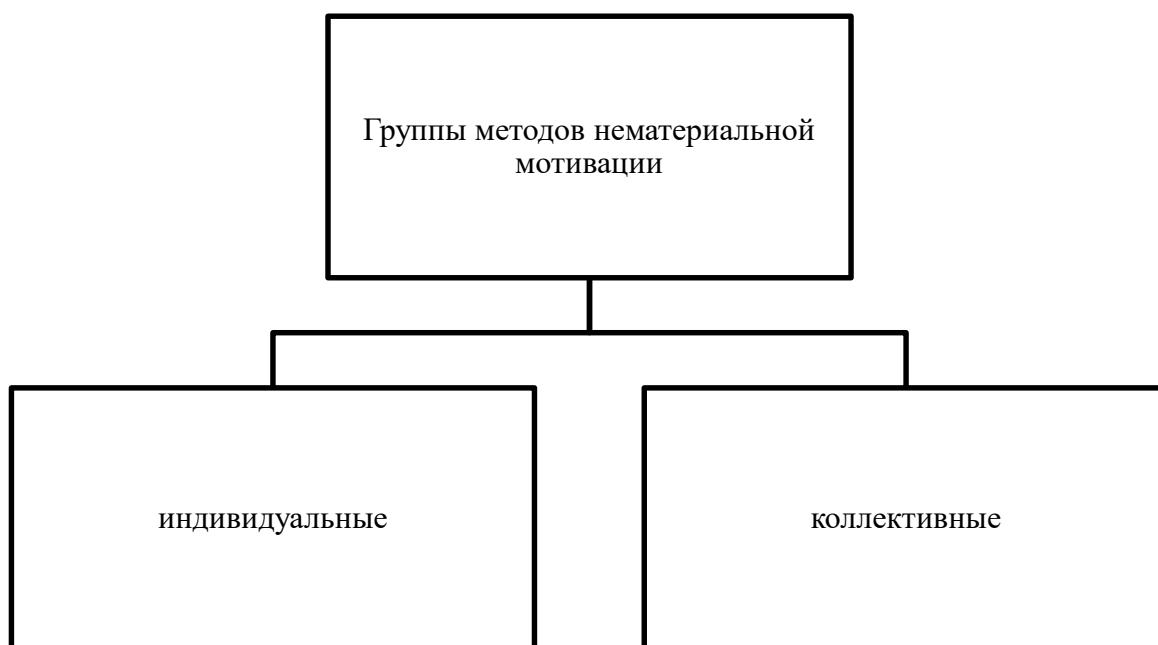 Группы методов нематериальной
мотивации
индивидуальные
коллективные